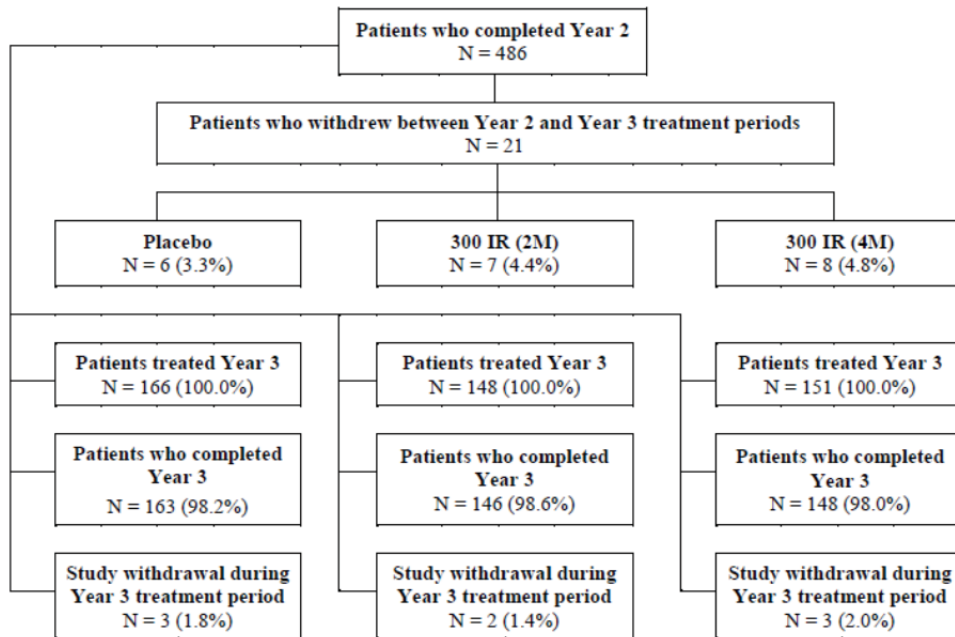 Patients who completed Year 2
N = 486
Patients who withdrew between Year 2 and Year 3 treatment periods
N = 21
Placebo
N = 6 (3.3%)
300 IR (2M)
N = 7 (4.4%)
300 IR (4M)
N = 8 (4.8%)
Patients treated Year 3
N = 166 (100.0%)
Patients treated Year 3
N = 148 (100.0%)
Patients treated Year 3
N = 151 (100.0%)
Patients who completed
Year 3
N = 163 (98.2%)
Patients who completed
Year 3
N = 146 (98.6%)
Patients who completed
Year 3
N = 148 (98.0%)
Study withdrawal during
Year 3 treatment period
N = 3 (1.8%)
Study withdrawal during
Year 3 treatment period
N = 2 (1.4%)
Study withdrawal during
Year 3 treatment period
N = 3 (2.0%)